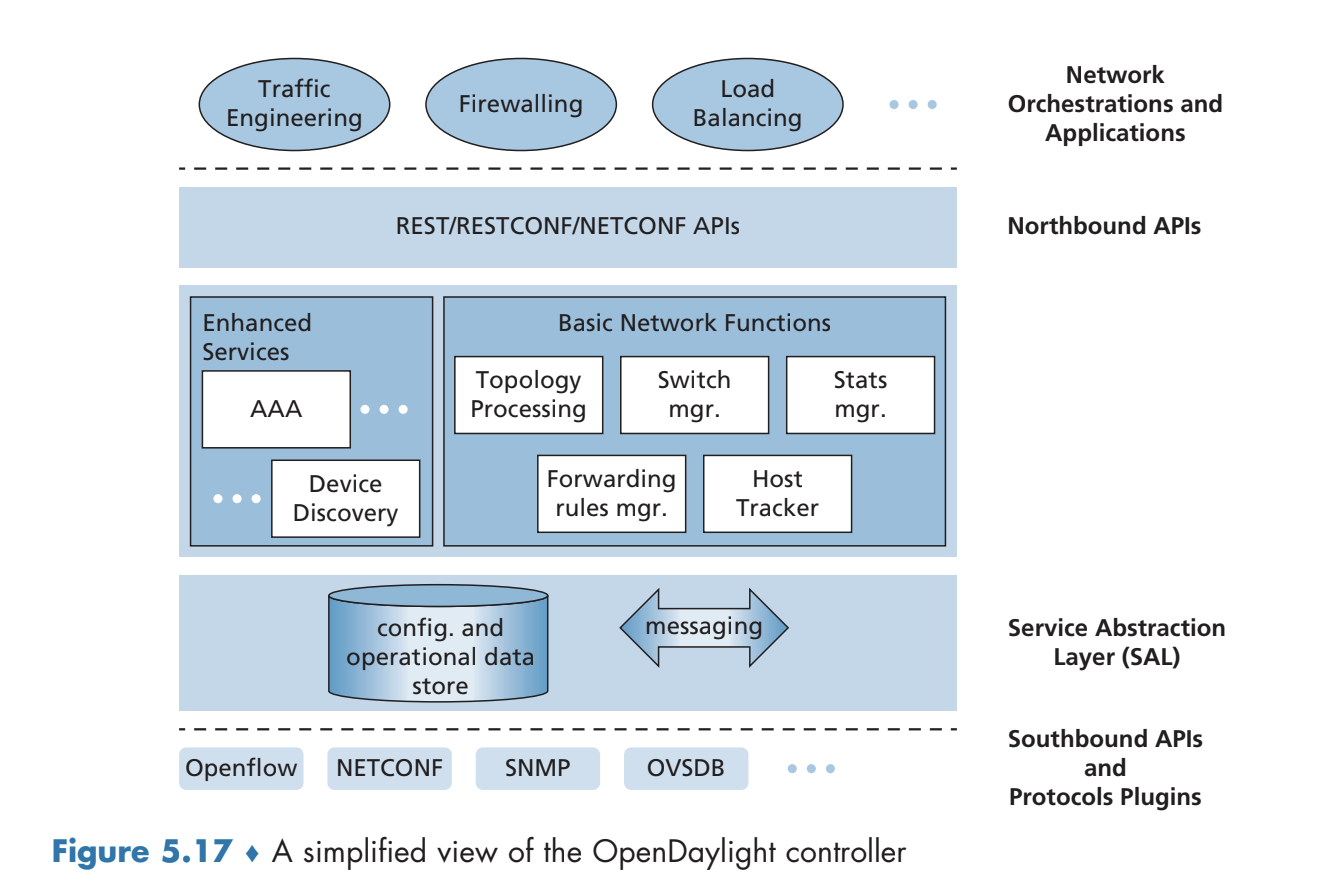 Traffic
Engineering
Firewalling
Load
Balancing
Network
Orchestrations and
Applications
REST/RESTCONF/NETCONF APIs
Northbound APIs
Enhanced
Services
AAA
Device
Discovery
Basic Network Functions
Topology
Processing
Switch
mgr.
Stats
mgr.
Forwarding
rules mgr.
Host
Tracker
config. and
operational data
store
messaging
Service Abstraction
Layer (SAL)
Openflow
NETCONF
SNMP
OVSDB
Southbound APIs
and
Protocols Plugins
Figure 5.17 ♦ A simplified view of the OpenDaylight controller